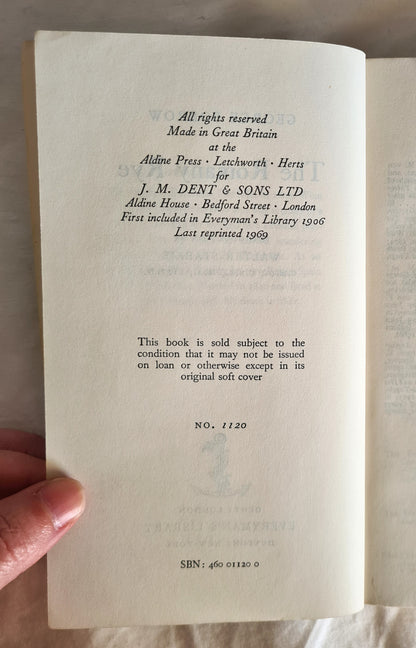 All rights reserved
Made in Great Britain
at the
Aldine Press · Letchworth · Herts
for
J. M. DENT & SONS LTD
Aldine House · Bedford Street · London
First included in Everyman's Library 1906
Last reprinted 1969
This book is sold subject to the
condition that it may not be issued
on loan or otherwise except in its
original soft cover
NO. 1120
SBN: 460 01120 0